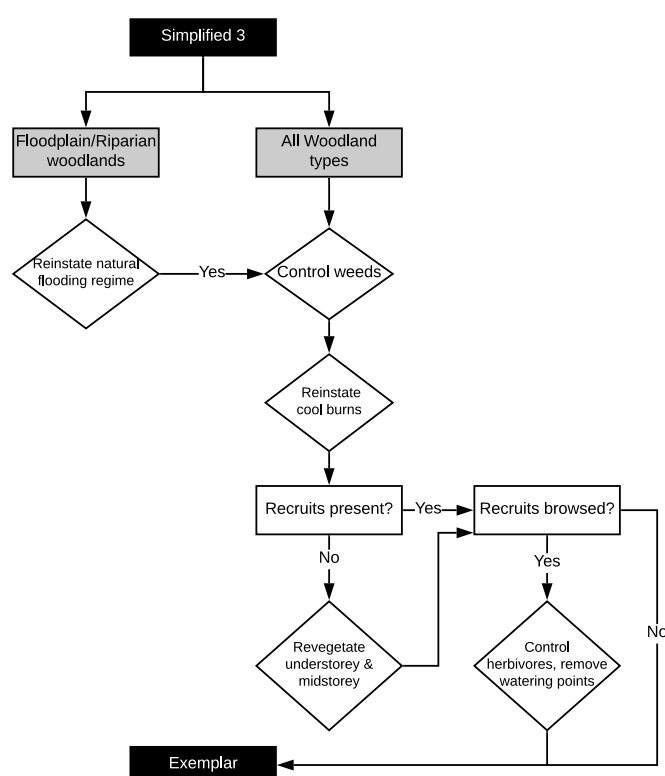 Simplified 3
Floodplain/Riparian
woodlands
All Woodland
types
Reinstate natural
flooding regime
Yes
Control weeds
Reinstate
cool burns
Recruits present?
Yes
Recruits browsed?
No
Yes
No
Revegetate
understorey &
midstorey
Control
herbivores, remove
watering points
Exemplar